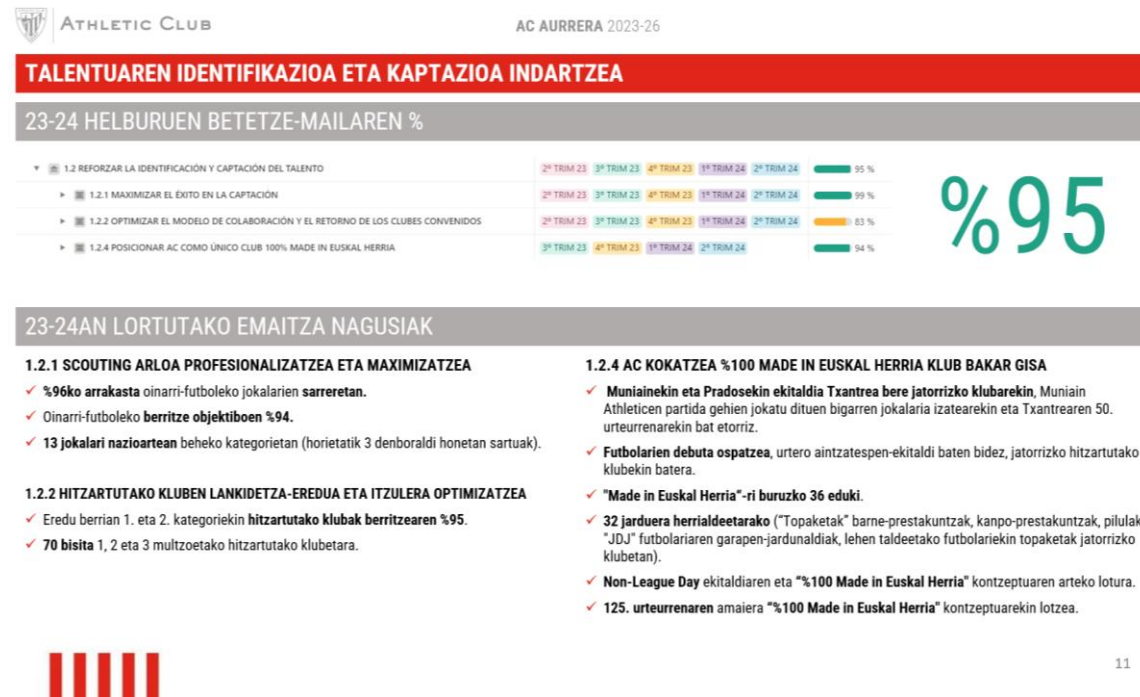 ATHLETIC CLUB
AC AURRERA 2023-26
TALENTUAREN IDENTIFIKAZIOA ETA KAPTAZIOA INDARTZEA
23-24 HELBURUEN BETETZE-MAILAREN %
1.2 REFORZAR LA IDENTIFICACIÓN Y CAPTACIÓN DEL TALENTO 2º TRIM 23 3º TRIM 23 4º TRIM 23 1º TRIM 24 2º TRIM 24 95 %
1.2.1 MAXIMIZAR EL ÉXITO EN LA CAPTACIÓN 2º TRIM 23 3º TRIM 23 4º TRIM 23 1º TRIM 24 2º TRIM 24 99 %
1.2.2 OPTIMIZAR EL MODELO DE COLABORACIÓN Y EL RETORNO DE LOS CLUBES CONVENIDOS 2º TRIM 23 3º TRIM 23 4º TRIM 23 1º TRIM 24 2º TRIM 24 83 %
1.2.4 POSICIONAR AC COMO ÚNICO CLUB 100% MADE IN EUSKAL HERRIA 3º TRIM 23 4º TRIM 23 1º TRIM 24 2º TRIM 24 94 %
%95
23-24AN LORTUTAKO EMAITZA NAGUSIAK
1.2.1 SCOUTING ARLOA PROFESIONALIZATZEA ETA MAXIMIZATZEA
%96ko arrakasta oinarri-futboleko jokalarien sarreretan.
Oinarri-futboleko berritze objektiboen %94.
13 jokalari nazioartean beheko kategorietan (horietatik 3 denboraldi honetan sartuak).
1.2.2 HITZARTUTAKO KLUBEN LANKIDETZA-EREDUA ETA ITZULERA OPTIMIZATZEA
Eredu berrian 1. eta 2. kategoriekin hitzartutako klubak berritzearen %95.
70 bisita 1, 2 eta 3 multzoetako hitzartutako klubetara.
1.2.4 AC KOKATZEA %100 MADE IN EUSKAL HERRIA KLUB BAKAR GISA
Muniainekin eta Pradosekin ekitaldia Txantrea bere jatorrizko klubarekin, Muniain
Athleticen partida gehien jokatu dituen bigarren jokalaria izatearekin eta Txantrearen 50.
urteurrenarekin bat etorriz.
Futbolarien debuta ospatzea, urtero aintzatespen-ekitaldi baten bidez, jatorrizko hitzartutako
klubekin batera.
"Made in Euskal Herria"-ri buruzko 36 eduki.
32 jarduera herrialdeetarako ("Topaketak" barne-prestakuntzak, kanpo-prestakuntzak, pilulak
"JDJ" futbolariaren garapen-jardunaldiak, lehen taldeetako futbolariekin topaketak jatorrizko
klubetan).
Non-League Day ekitaldiaren eta "%100 Made in Euskal Herria" kontzeptuaren arteko lotura.
125. urteurrenaren amaiera "%100 Made in Euskal Herria" kontzeptuarekin lotzea.
11